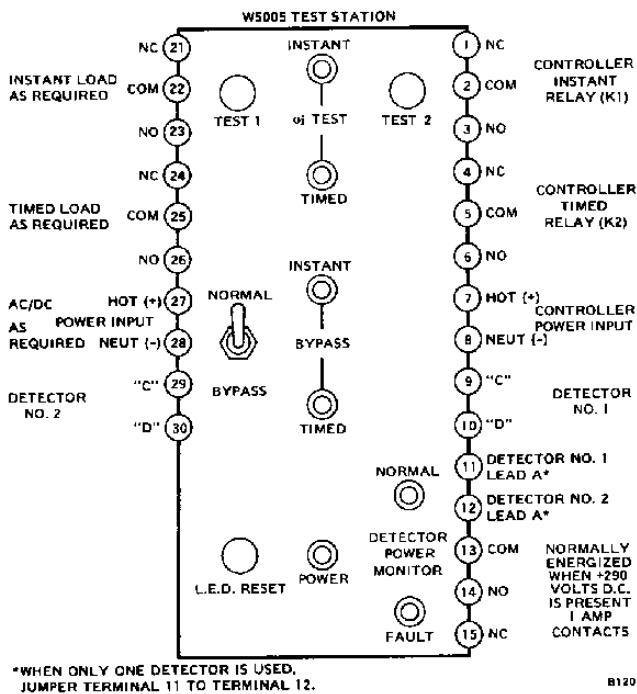 W5005 TEST STATION
NC 21
INSTANT LOAD
AS REQUIRED
COM 22
NO 23
NC 24
TIMED LOAD
AS REQUIRED
COM 25
NO 26
AC/DC
AS
REQUIRED
HOT (+) 27
POWER INPUT
NEUT (-) 28
DETECTOR
NO. 2
"C" 29
"D" 30
INSTANT
TEST 1
oj TEST
TEST 2
TIMED
NORMAL
BYPASS
INSTANT
BYPASS
TIMED
NORMAL
DETECTOR
POWER
MONITOR
FAULT
L.E.D. RESET
POWER
1 NC
2 COM
3 NO
CONTROLLER
INSTANT
RELAY (K1)
4 NC
5 COM
6 NO
CONTROLLER
TIMED
RELAY (K2)
7 HOT (+)
8 NEUT (-)
CONTROLLER
POWER INPUT
9 "C"
10 "D"
DETECTOR
NO. 1
11 DETECTOR NO. 1
LEAD A*
12 DETECTOR NO. 2
LEAD A*
13 COM
14 NO
15 NC
NORMALLY
ENERGIZED
WHEN +290
VOLTS D.C.
IS PRESENT
1 AMP
CONTACTS
*WHEN ONLY ONE DETECTOR IS USED,
JUMPER TERMINAL 11 TO TERMINAL 12.
B120